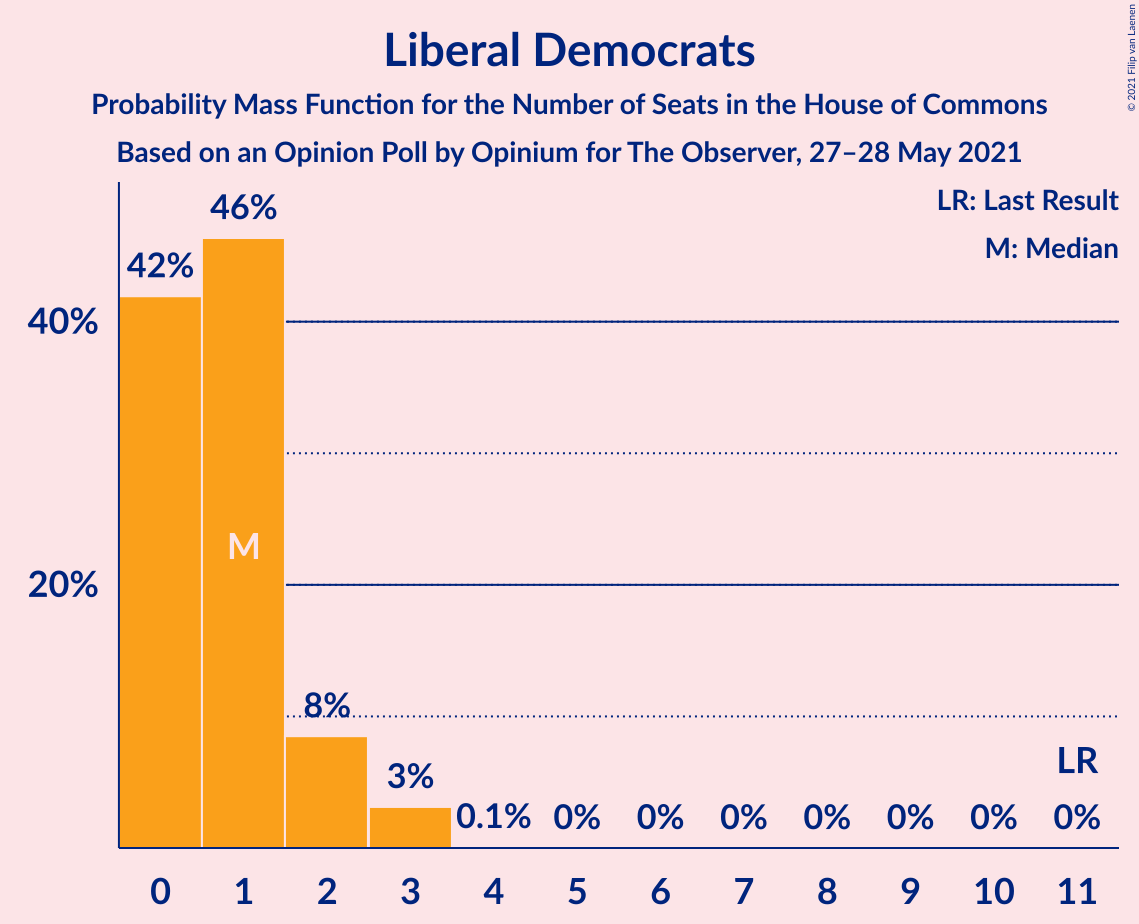 Liberal Democrats
Probability Mass Function for the Number of Seats in the House of Commons
Based on an Opinion Poll by Opinium for The Observer, 27–28 May 2021
© 2021 Filip van Laenen
LR: Last Result
M: Median
46%
42%
40%
M
20%
8%
LR
3%
0.1% 0% 0% 0% 0% 0% 0% 0%
0 1 2 3 4 5 6 7 8 9 10 11